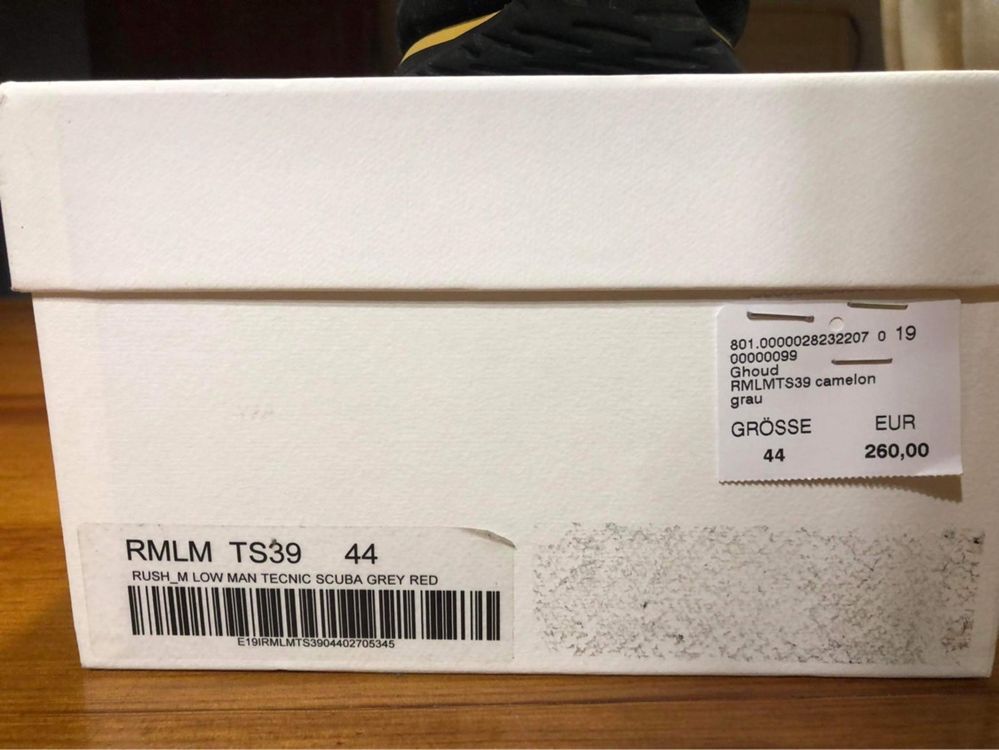 801.0000028232207 0 19
00000099
Ghoud
RMLMTS39 camelon
grau
GRÖSSE EUR
44 260,00
RMLM TS39 44
RUSH_M LOW MAN TECNIC SCUBA GREY RED
E19IRMLMTS3904402705345